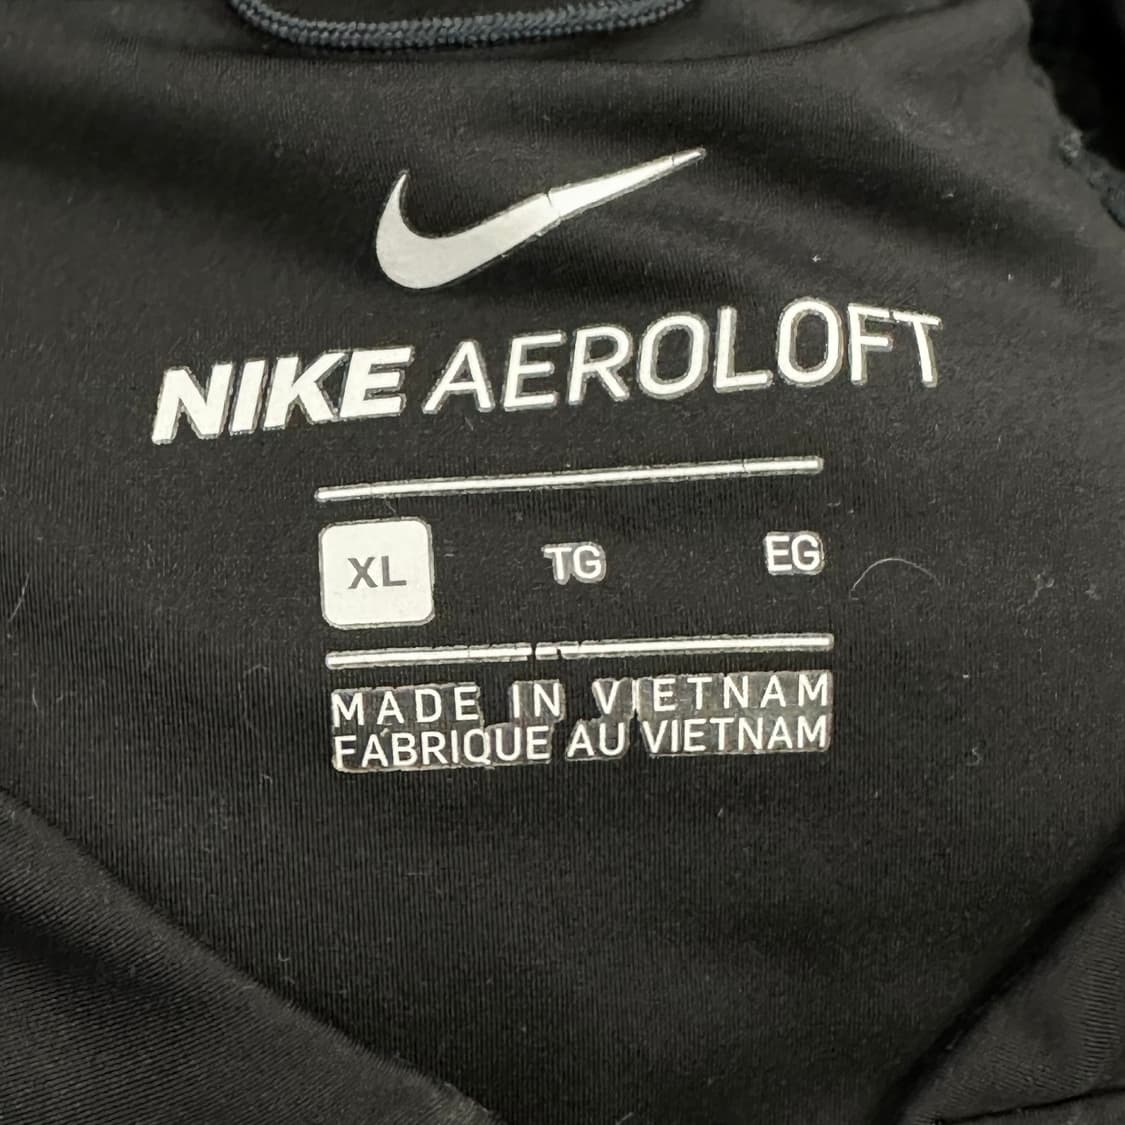 NIKE AEROLOFT
XL TG EG
MADE IN VIETNAM
FABRIQUE AU VIETNAM